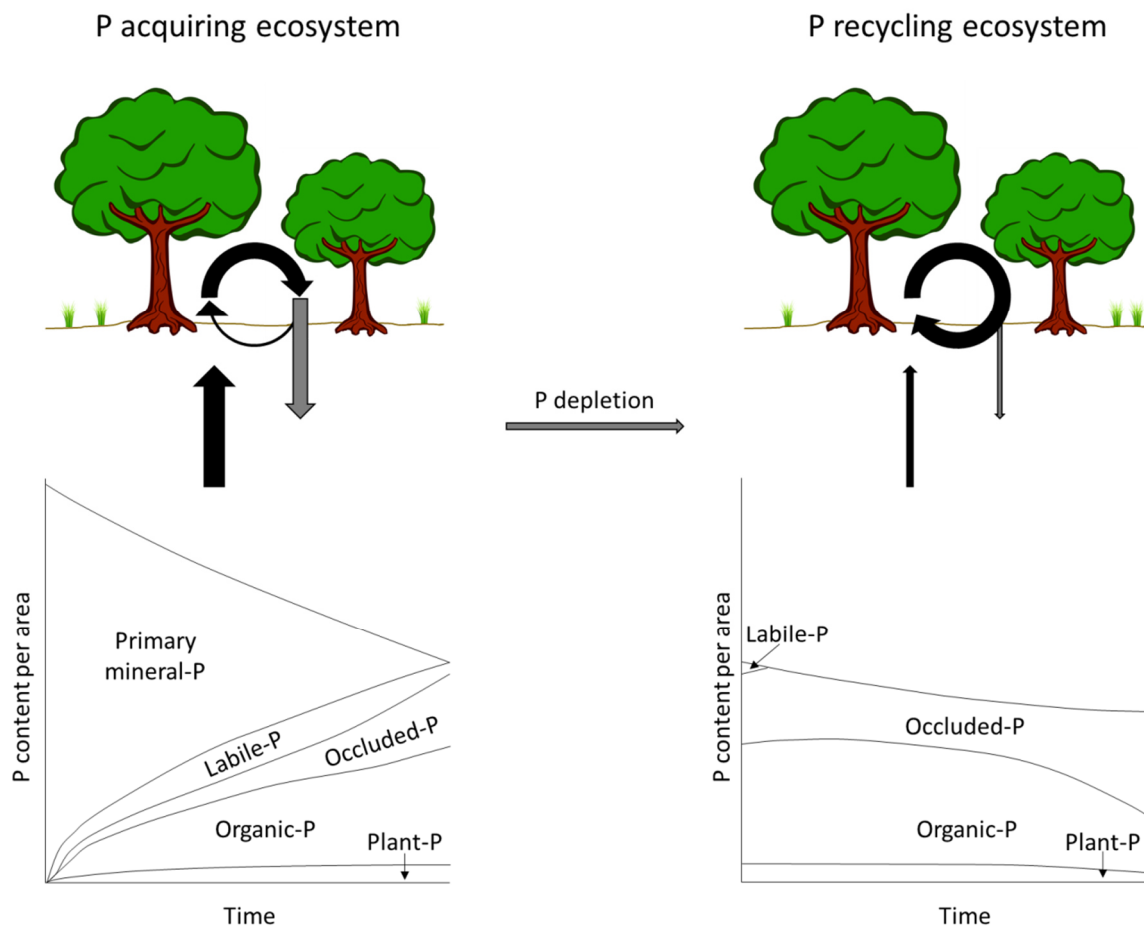 P acquiring ecosystem
P recycling ecosystem
P depletion
P content per area
Primary
mineral-P
Labile-P
Occluded-P
Organic-P
Plant-P
Time
P content per area
Labile-P
Occluded-P
Organic-P
Plant-P
Time